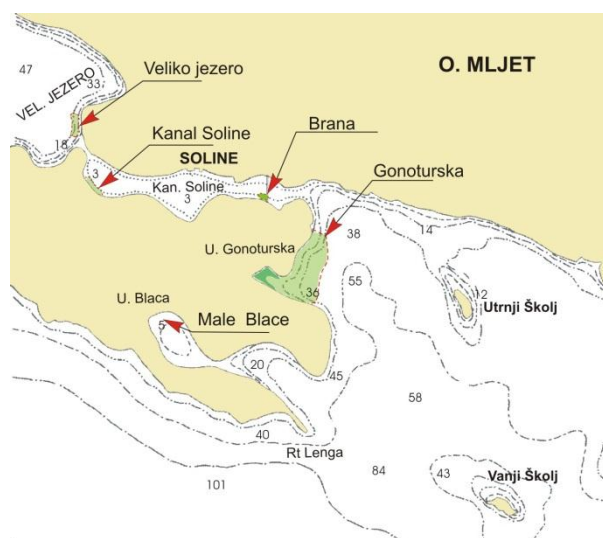 47
33
VEL. JEZERO
Veliko jezero
O. MLJET
18
Kanal Soline
Brana
SOLINE
3
Kan. Soline
3
Gonoturska
U. Gonoturska
38
14
36
55
12
Utrnji Školj
U. Blaca
5
Male Blace
20
45
58
40
Rt Lenga
101
84
43
Vanji Školj